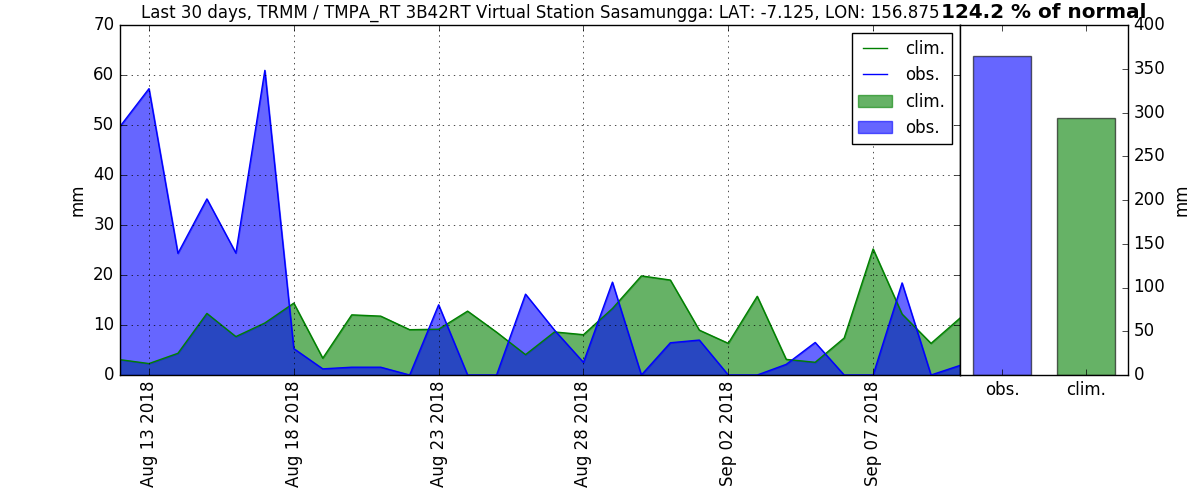 Last 30 days, TRMM / TMPA_RT 3B42RT Virtual Station Sasamungga: LAT: -7.125, LON: 156.875
124.2 % of normal
70
60
50
40
30
20
10
0
mm
clim.
obs.
clim.
obs.
Aug 13 2018
Aug 18 2018
Aug 23 2018
Aug 28 2018
Sep 02 2018
Sep 07 2018
400
350
300
250
200
150
100
50
0
mm
obs.
clim.